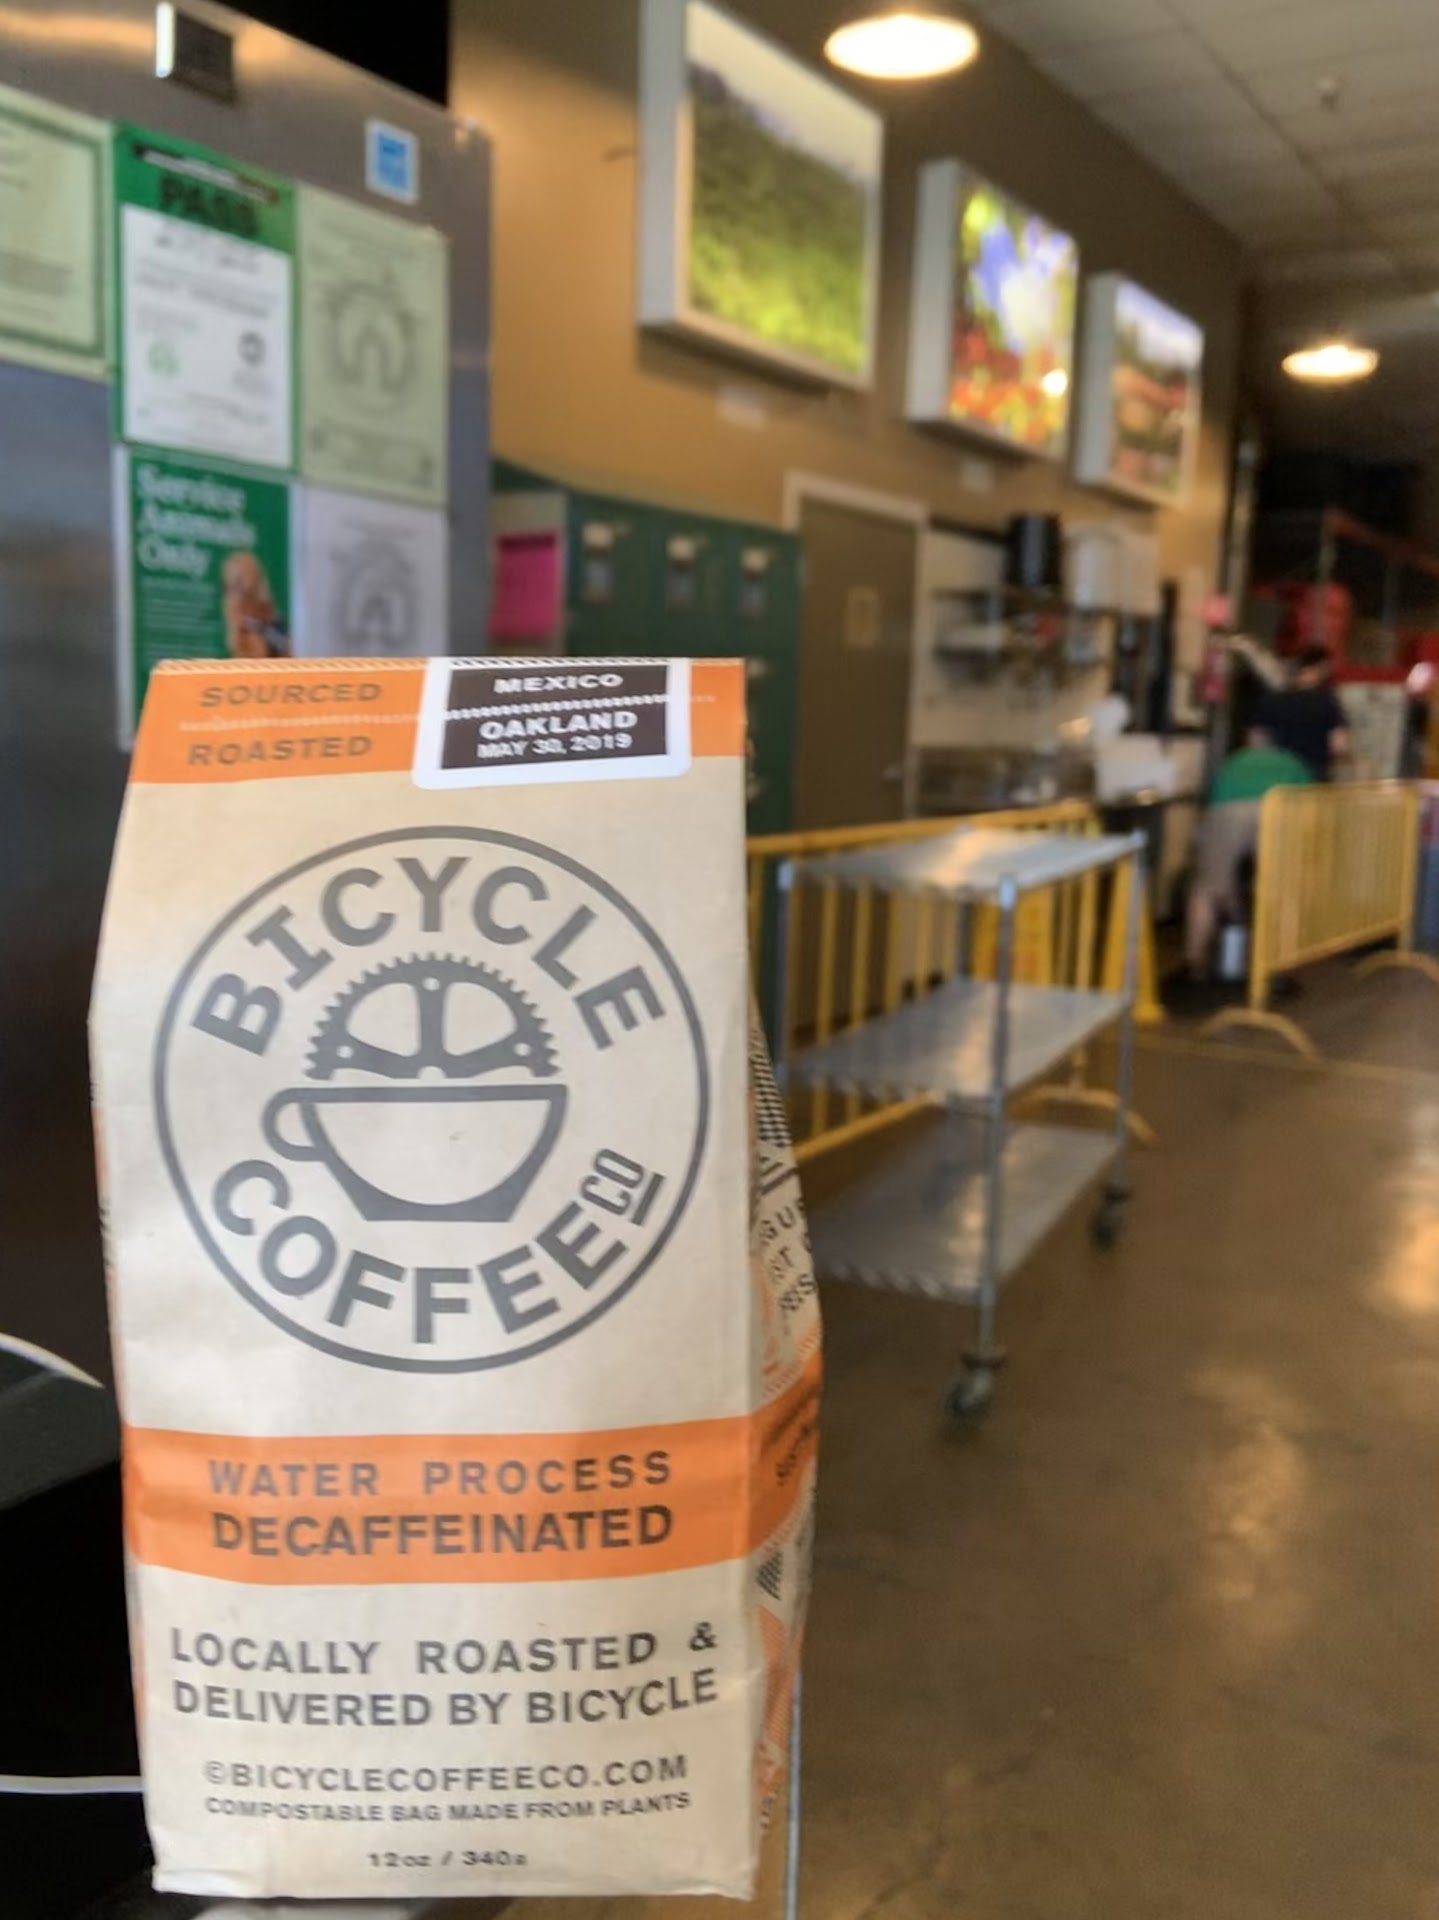 PASS
Service
Animals
Only
SOURCED
MEXICO
ROASTED
OAKLAND
MAY 30, 2019
BICYCLE
COFFEE CO
WATER PROCESS
DECAFFEINATED
LOCALLY ROASTED &
DELIVERED BY BICYCLE
©BICYCLECOFFEECO.COM
COMPOSTABLE BAG MADE FROM PLANTS
12oz / 340g